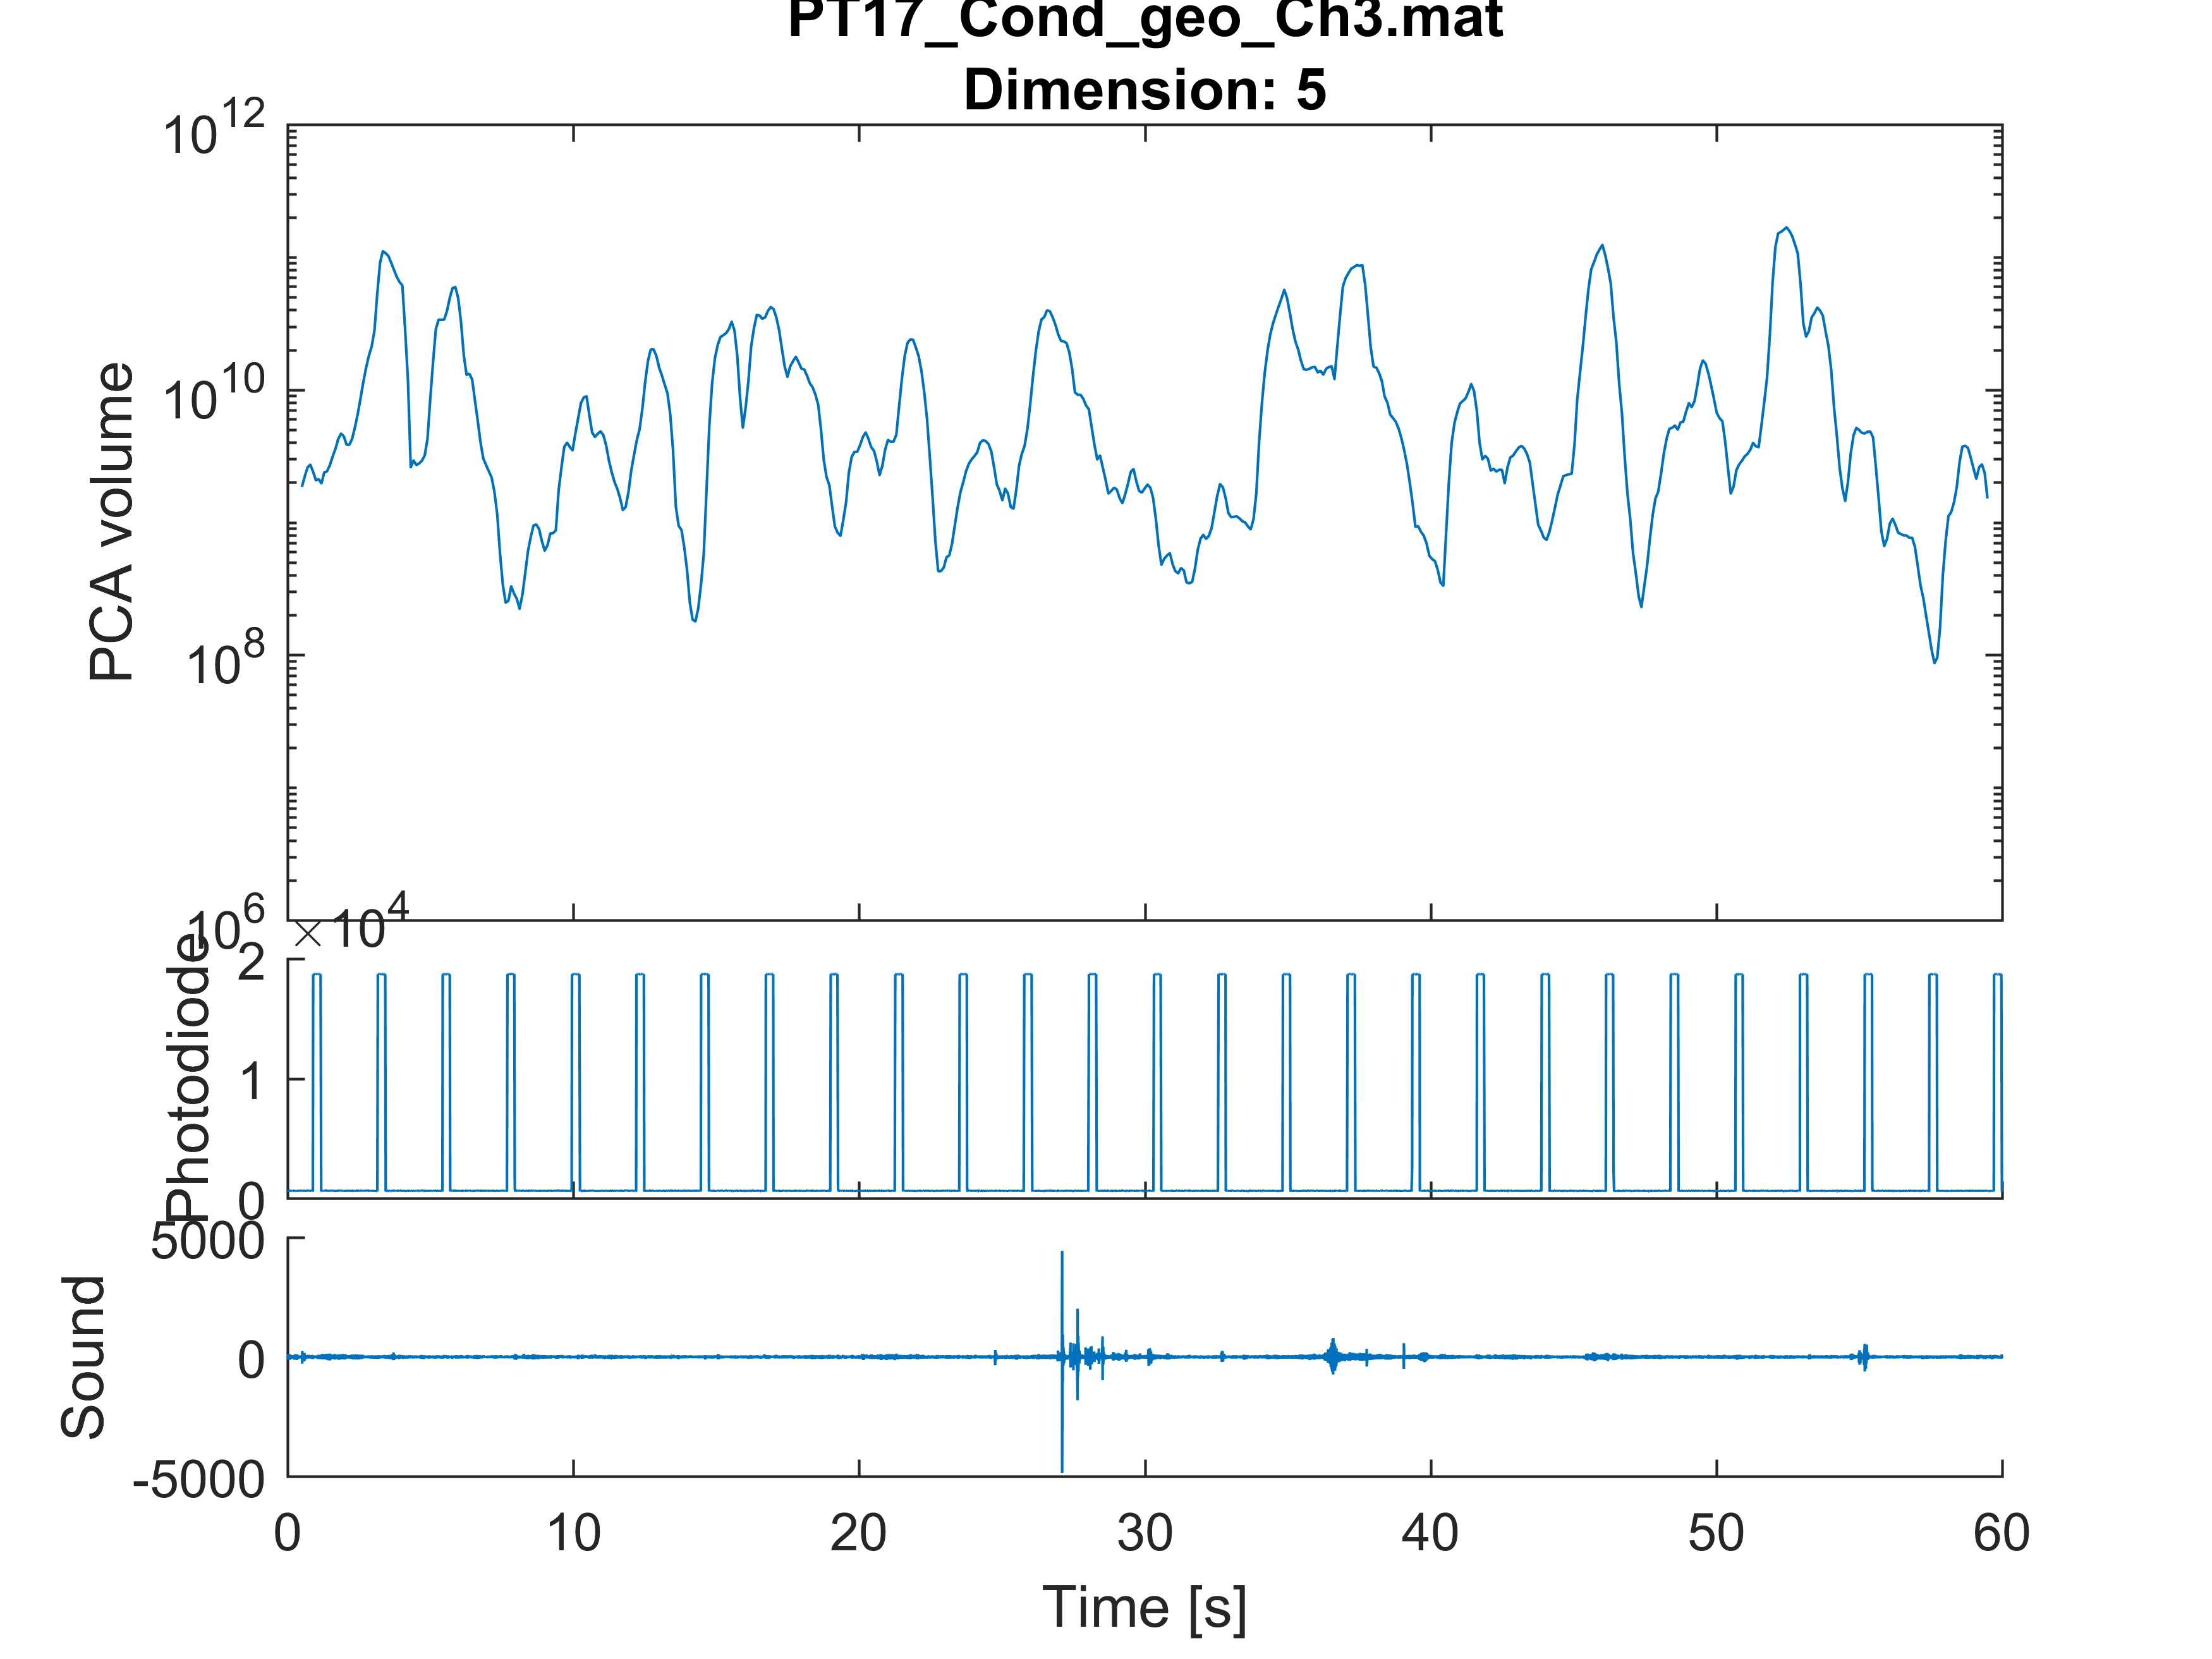 PT17_Cond_geo_Ch3.mat
Dimension: 5
10^12
10^10
10^8
10^6
PCA volume
×10^4
2
1
0
Photodiode
5000
0
-5000
Sound
0 10 20 30 40 50 60
Time [s]